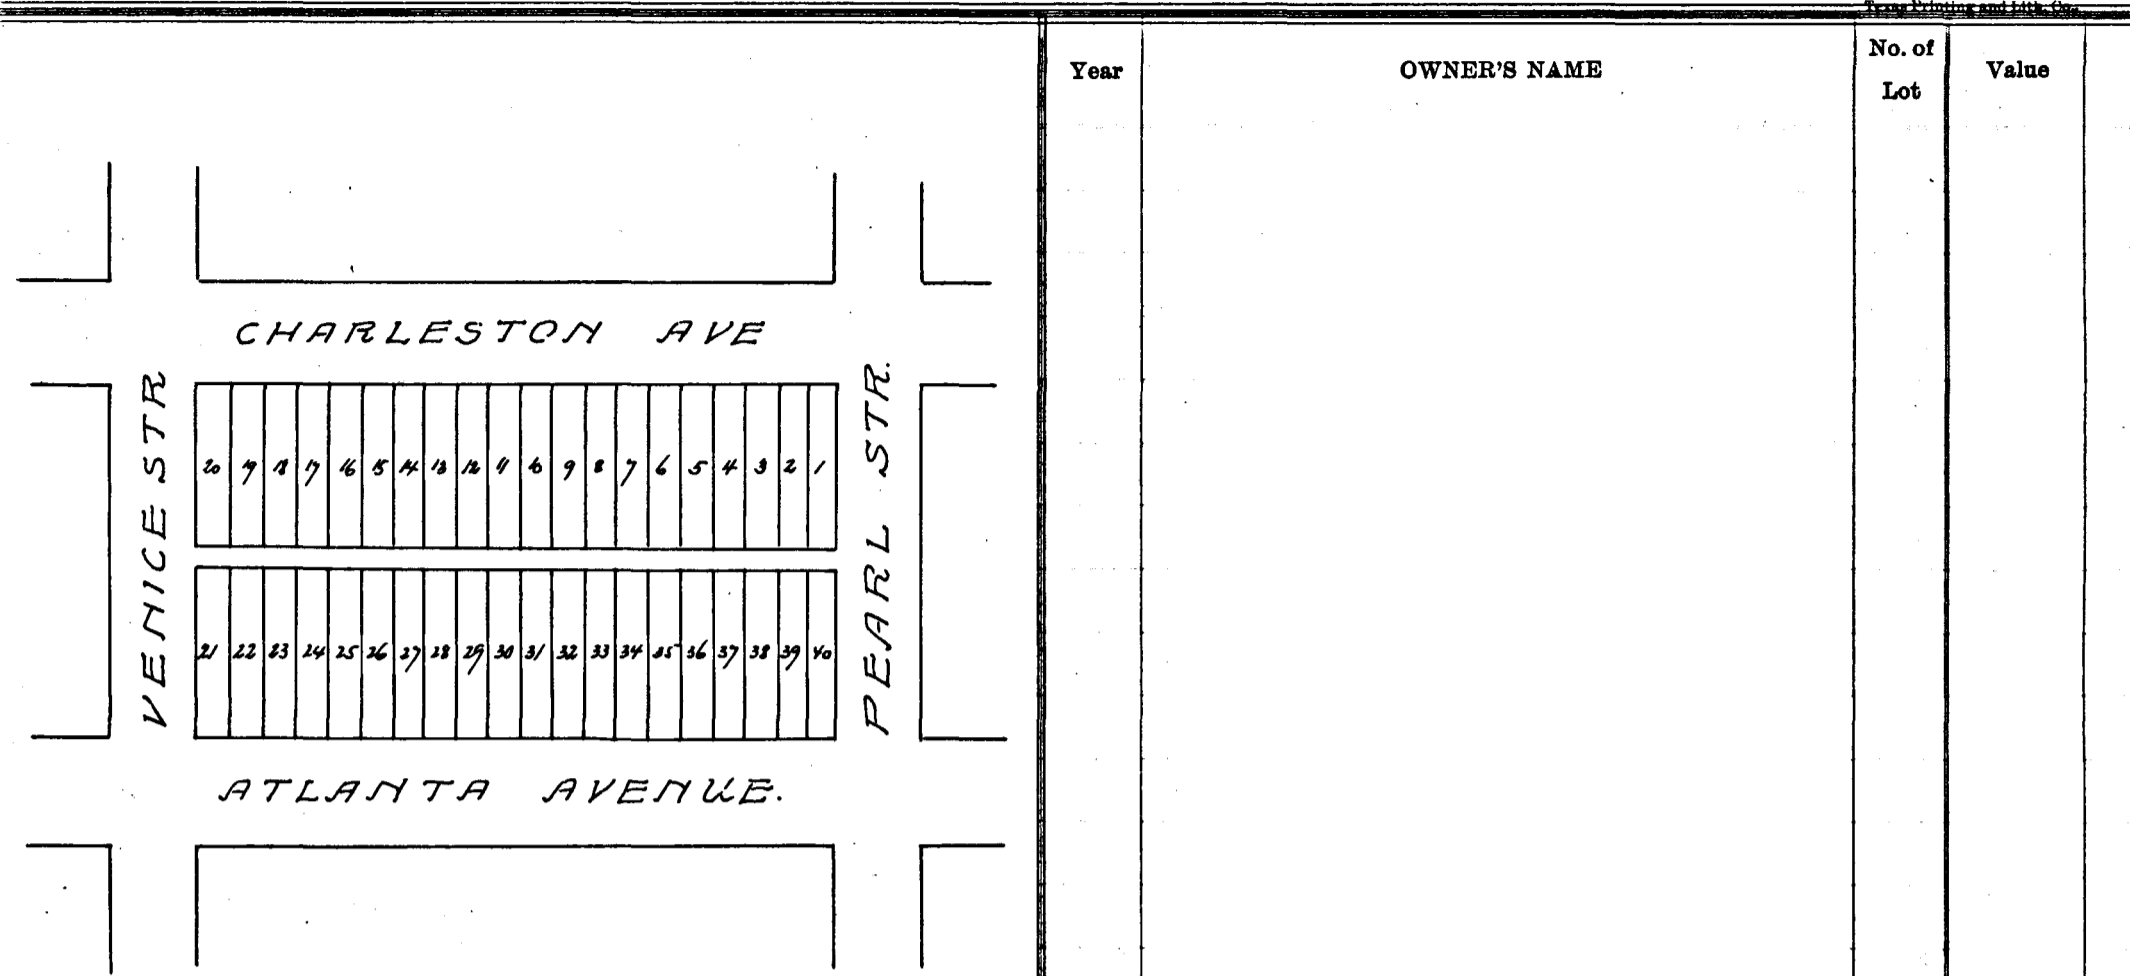 Texas Printing and Lith. Co.
Year
OWNER'S NAME
No. of
Lot
Value
CHARLESTON AVE
VENICE STR
PEARL STR.
20 19 18 17 16 15 14 13 12 11 10 9 8 7 6 5 4 3 2 1
21 22 23 24 25 26 27 28 29 30 31 32 33 34 35 36 37 38 39 40
ATLANTA AVENUE.